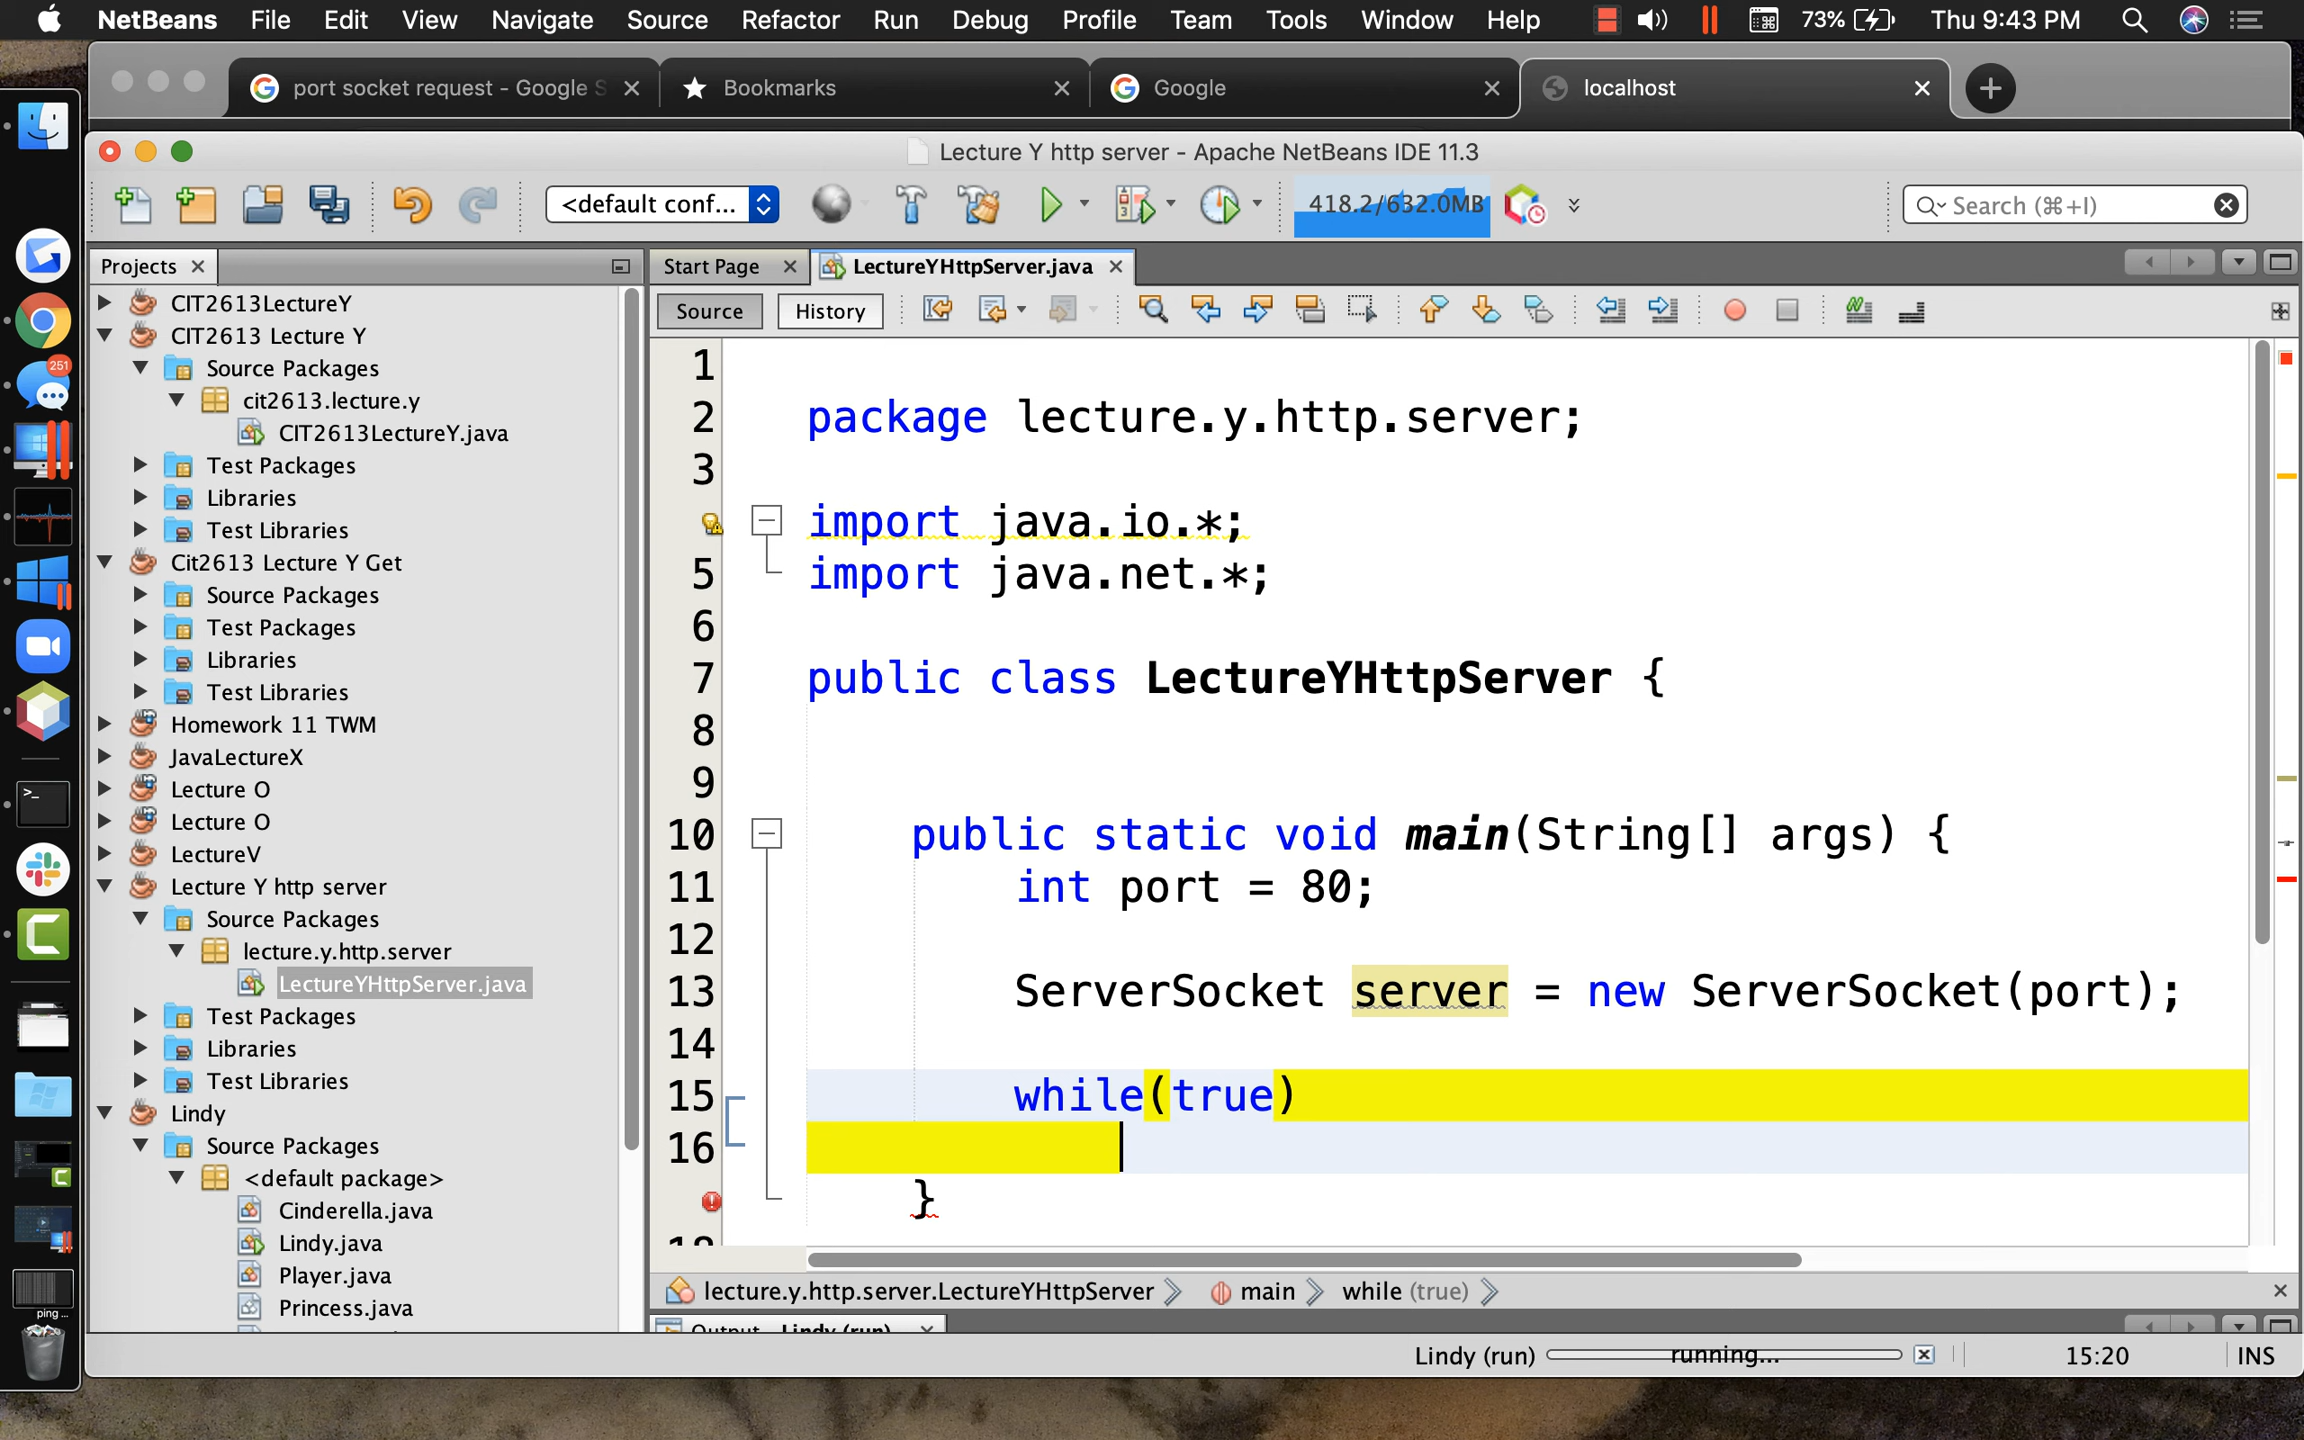 NetBeans File Edit View Navigate Source Refactor Run Debug Profile Team Tools Window Help 73% Thu 9:43 PM
port socket request - Google S
Bookmarks
Google
localhost
Lecture Y http server - Apache NetBeans IDE 11.3
<default conf...
418.2/632.0MB
Search (⌘+I)
Projects
Start Page
LectureYHttpServer.java
Source
History
CIT2613LectureY
CIT2613 Lecture Y
Source Packages
cit2613.lecture.y
CIT2613LectureY.java
Test Packages
Libraries
Test Libraries
Cit2613 Lecture Y Get
Source Packages
Test Packages
Libraries
Test Libraries
Homework 11 TWM
JavaLectureX
Lecture O
Lecture O
LectureV
Lecture Y http server
Source Packages
lecture.y.http.server
LectureYHttpServer.java
Test Packages
Libraries
Test Libraries
Lindy
Source Packages
<default package>
Cinderella.java
Lindy.java
Player.java
Princess.java
1
2 package lecture.y.http.server;
3
import java.io.*;
5 import java.net.*;
6
7 public class LectureYHttpServer {
8
9
10 public static void main(String[] args) {
11 int port = 80;
12
13 ServerSocket server = new ServerSocket(port);
14
15 while(true)
16
}
18
lecture.y.http.server.LectureYHttpServer main while (true)
Output Lindy (run)
Lindy (run) running... 15:20 INS
251
ping ...